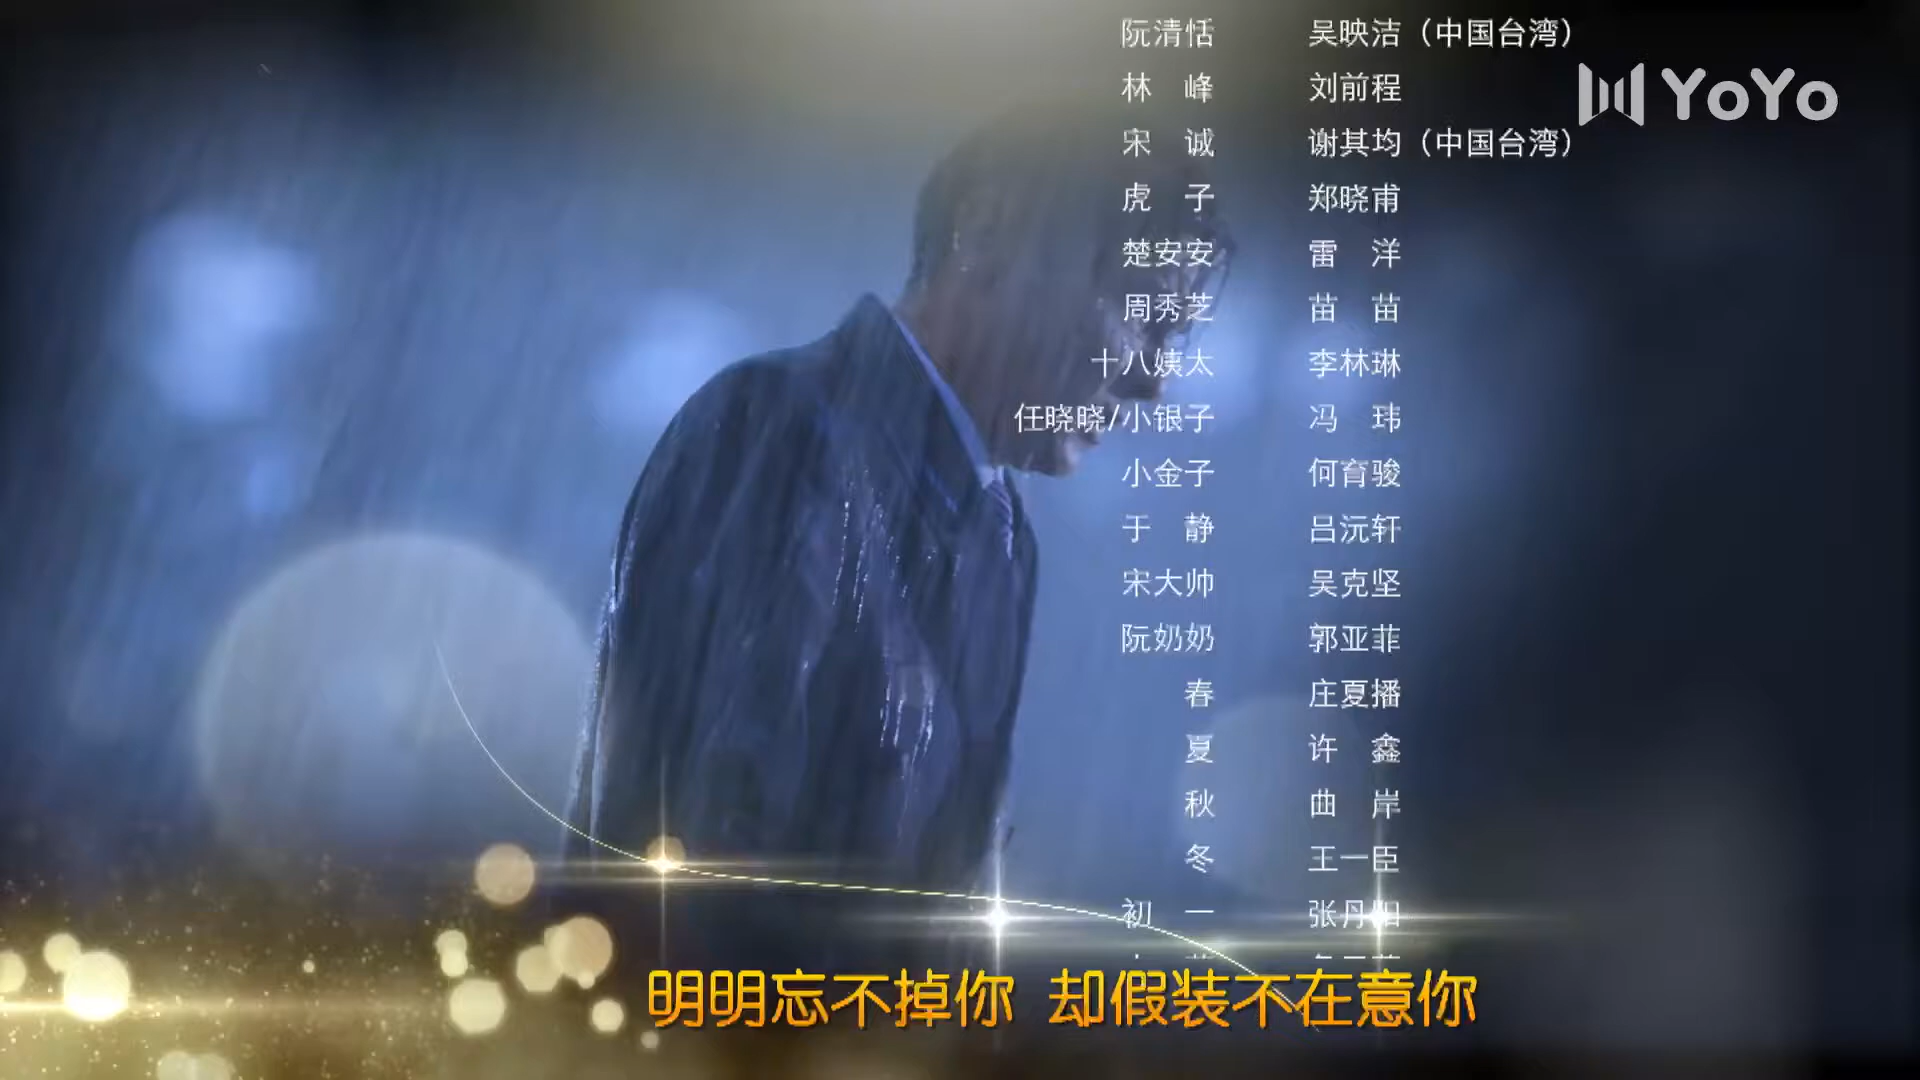 阮清恬 吴映洁（中国台湾）
林 峰 刘前程
YoYo
宋 诚 谢其均（中国台湾）
虎 子 郑晓甫
楚安安 雷 洋
周秀芝 苗 苗
十八姨太 李林琳
任晓晓/小银子 冯 玮
小金子 何育骏
于 静 吕沅轩
宋大帅 吴克坚
阮奶奶 郭亚菲
春 庄夏播
夏 许 鑫
秋 曲 岸
冬 王一臣
初 一 张丹阳
明明忘不掉你 却假装不在意你